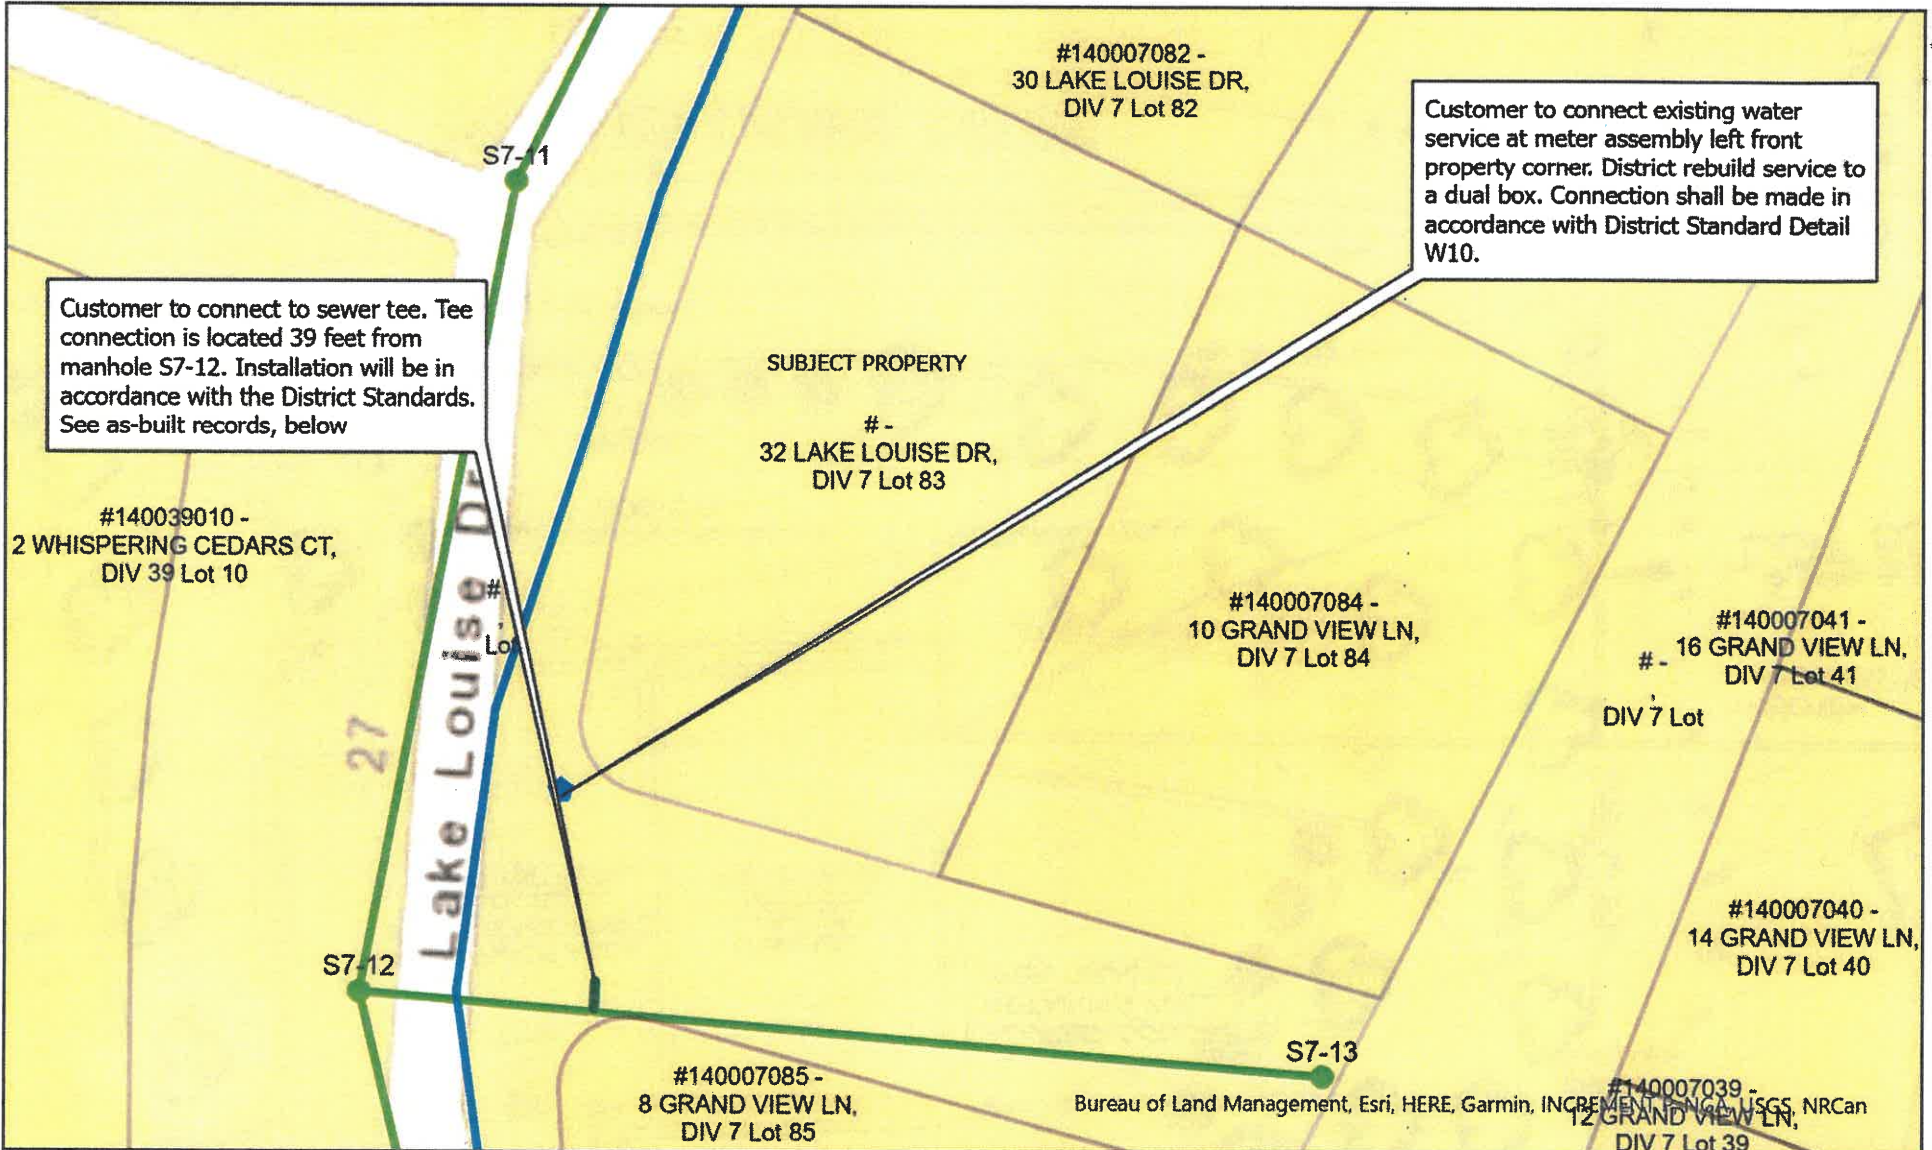 #140007082 -
30 LAKE LOUISE DR,
DIV 7 Lot 82
Customer to connect existing water
service at meter assembly left front
property corner. District rebuild service to
a dual box. Connection shall be made in
accordance with District Standard Detail
W10.
S7-11
Customer to connect to sewer tee. Tee
connection is located 39 feet from
manhole S7-12. Installation will be in
accordance with the District Standards.
See as-built records, below
SUBJECT PROPERTY
# -
32 LAKE LOUISE DR,
DIV 7 Lot 83
#140039010 -
2 WHISPERING CEDARS CT,
DIV 39 Lot 10
#
,
Lot
Lake Louise Dr
27
#140007084 -
10 GRAND VIEW LN,
DIV 7 Lot 84
#140007041 -
16 GRAND VIEW LN,
DIV 7 Lot 41
# -
,
DIV 7 Lot
#140007040 -
14 GRAND VIEW LN,
DIV 7 Lot 40
S7-12
S7-13
#140007085 -
8 GRAND VIEW LN,
DIV 7 Lot 85
#140007039 -
12 GRAND VIEW LN,
DIV 7 Lot 39
Bureau of Land Management, Esri, HERE, Garmin, INCREMENT P, NGA, USGS, NRCan